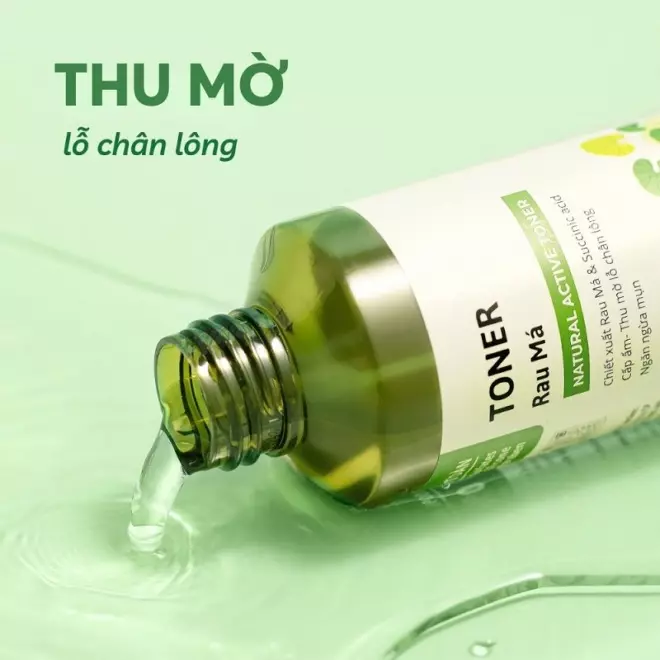 THU MỜ
lỗ chân lông
TONER
Rau Má
NATURAL ACTIVE TONER
Chiết xuất Rau Má & Succinic acid
Cấp ẩm- Thu mờ lỗ chân lông
Ngăn ngừa mụn